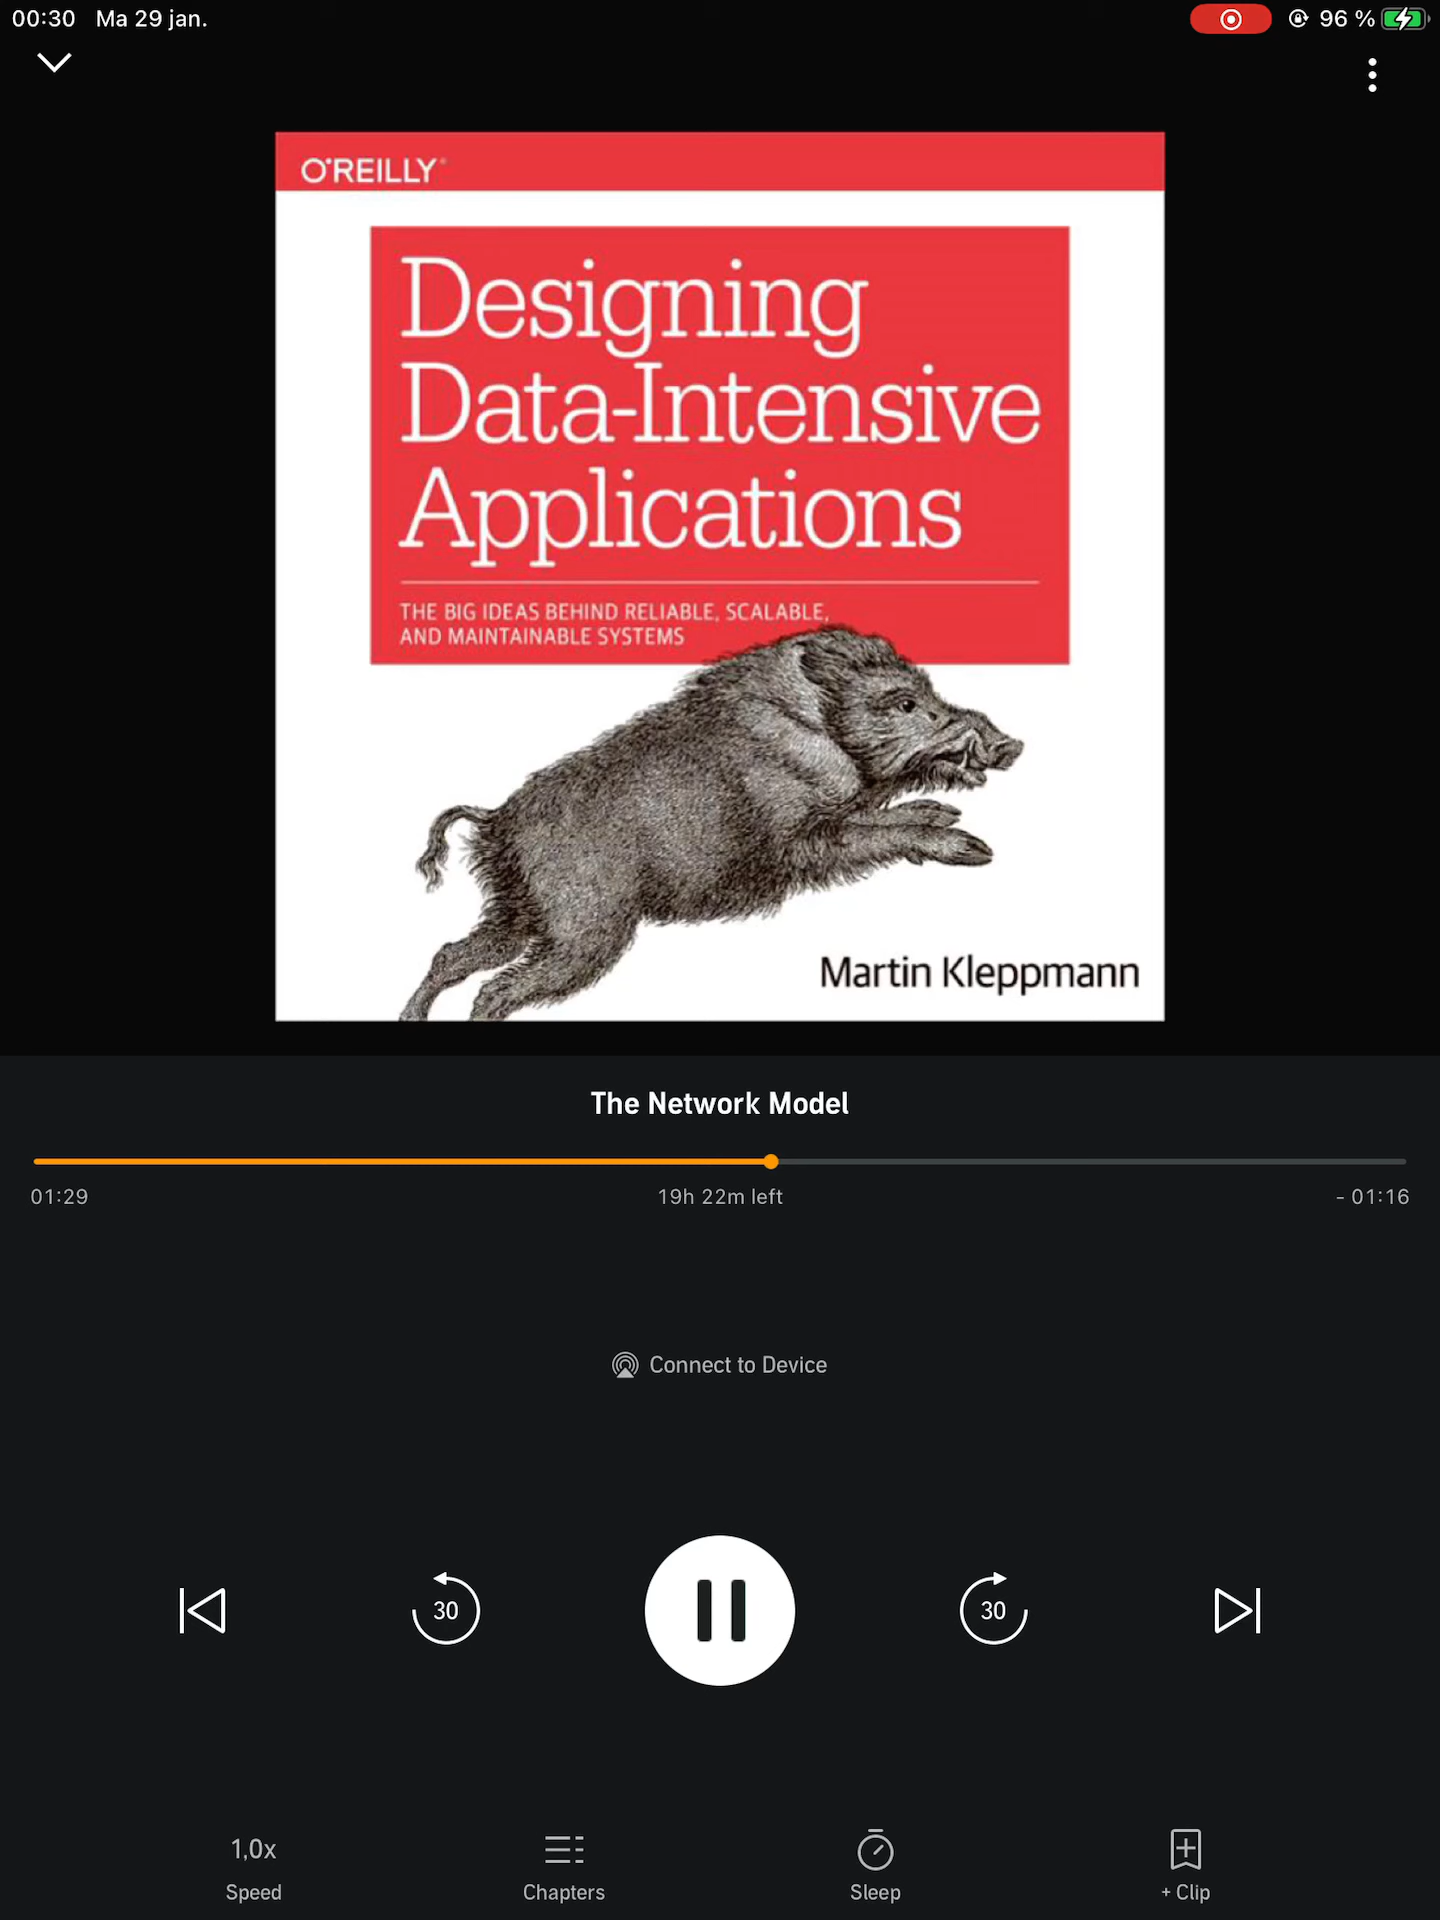 00:30 Ma 29 jan. 96 %
O'REILLY
Designing
Data-Intensive
Applications
THE BIG IDEAS BEHIND RELIABLE, SCALABLE,
AND MAINTAINABLE SYSTEMS
Martin Kleppmann
The Network Model
01:29 19h 22m left - 01:16
Connect to Device
30 30
1,0x
Speed Chapters Sleep + Clip